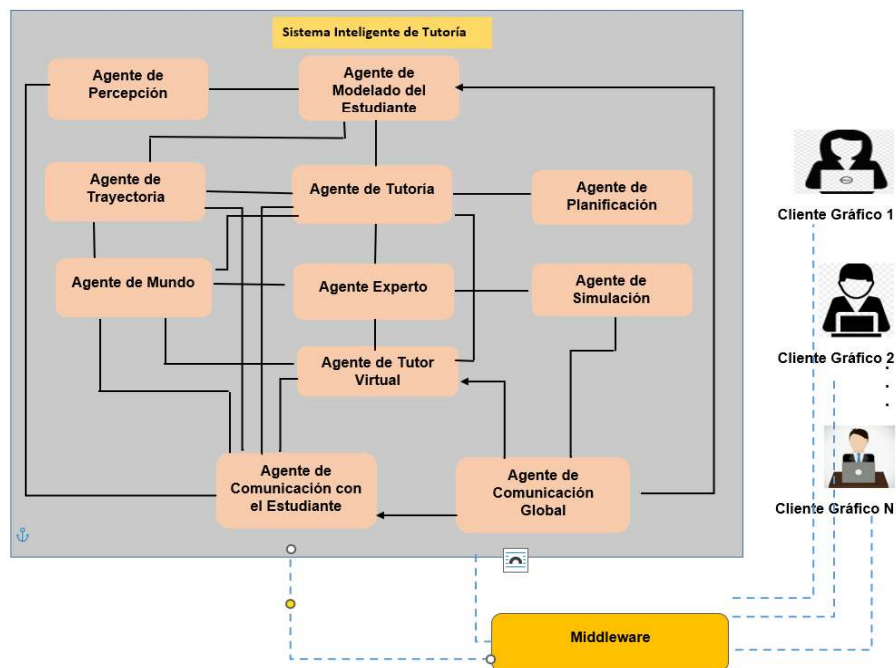 Sistema Inteligente de Tutoría
Agente de
Percepción
Agente de
Modelado del
Estudiante
Agente de
Trayectoria
Agente de Tutoría
Agente de
Planificación
Agente de Mundo
Agente Experto
Agente de
Simulación
Agente de Tutor
Virtual
Agente de
Comunicación con
el Estudiante
Agente de
Comunicación
Global
Cliente Gráfico 1
Cliente Gráfico 2
.
.
.
Cliente Gráfico N
Middleware